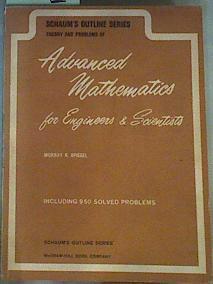 SCHAUM'S OUTLINE SERIES
THEORY AND PROBLEMS OF
Advanced
Mathematics
for Engineers & Scientists
MURRAY R. SPIEGEL
INCLUDING 950 SOLVED PROBLEMS
SCHAUM'S OUTLINE SERIES
McGRAW-HILL BOOK COMPANY